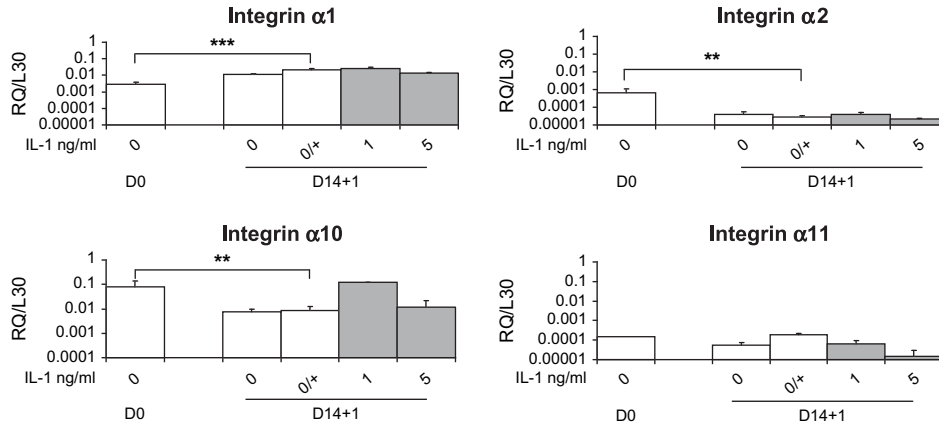 Integrin α1
RQ/L30
1
0.1
0.01
0.001
0.0001
0.00001
***
IL-1 ng/ml
0
0
0/+
1
5
D0
D14+1
Integrin α2
RQ/L30
1
0.1
0.01
0.001
0.0001
0.00001
**
IL-1 ng/ml
0
0
0/+
1
5
D0
D14+1
Integrin α10
RQ/L30
1
0.1
0.01
0.001
0.0001
**
IL-1 ng/ml
0
0
0/+
1
5
D0
D14+1
Integrin α11
RQ/L30
1
0.1
0.01
0.001
0.0001
0.00001
IL-1 ng/ml
0
0
0/+
1
5
D0
D14+1